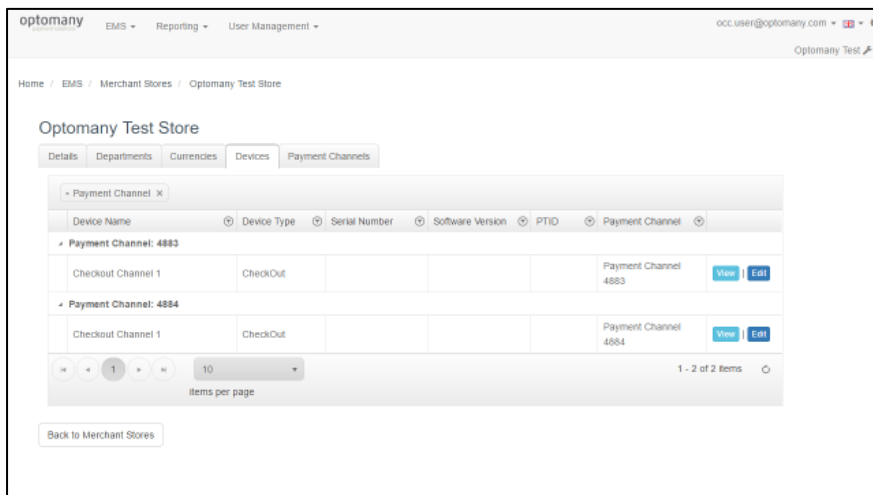 optomany
EMS
Reporting
User Management
occ.user@optomany.com
Optomany Test
Home / EMS / Merchant Stores / Optomany Test Store
Optomany Test Store
Details
Departments
Currencies
Devices
Payment Channels
Payment Channel ×
Device Name
Device Type
Serial Number
Software Version
PTID
Payment Channel
Payment Channel: 4883
Checkout Channel 1
CheckOut
Payment Channel
4883
View | Edit
Payment Channel: 4884
Checkout Channel 1
CheckOut
Payment Channel
4884
View | Edit
1
10
1 - 2 of 2 items
items per page
Back to Merchant Stores